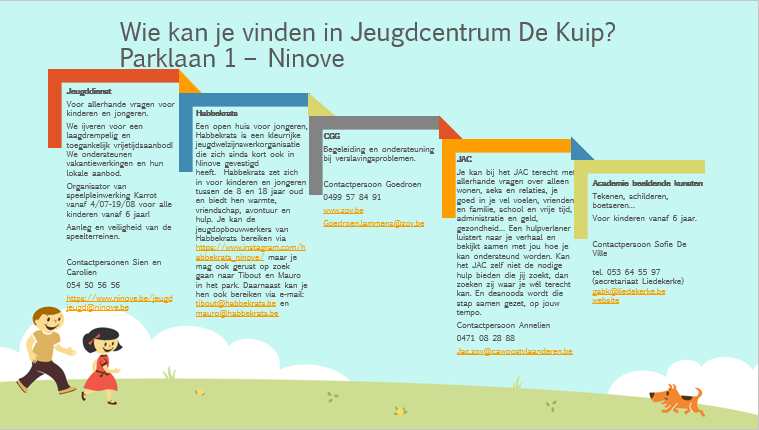 Wie kan je vinden in Jeugdcentrum De Kuip?
Parklaan 1 – Ninove
Jeugddienst
Voor allerhande vragen voor
kinderen en jongeren.
We ijveren voor een
laagdrempelig en
toegankelijk vrijetijdsaanbod!
We ondersteunen
vakantiewerkingen en hun
lokale aanbod.
Organisator van
speelpleinwerking Karrot
vanaf 4/07-19/08 voor alle
kinderen vanaf 6 jaar!
Aanleg en veiligheid van de
speelterreinen.
Contactpersonen Sien en
Carolien
054 50 56 56
https://www.ninove.be/jeugd
jeugd@ninove.be
Habbekrats
Een open huis voor jongeren,
Habbekrats is een kleurrijke
jeugdwelzijnswerkorganisatie
die zich sinds kort ook in
Ninove gevestigd
heeft. Habbekrats zet zich
in voor kinderen en jongeren
tussen de 8 en 18 jaar oud
en biedt hen warmte,
vriendschap, avontuur en
hulp. Je kan de
jeugdopbouwwerkers van
Habbekrats bereiken via
https://www.instagram.com/h
abbekrats_ninove/ maar je
mag ook gerust op zoek
gaan naar Tibout en Mauro
in het park. Daarnaast kan je
hen ook bereiken via e-mail:
tibout@habbekrats.be en
mauro@habbekrats.be
CGG
Begeleiding en ondersteuning
bij verslavingsproblemen.
Contactpersoon Goedroen
0499 57 84 91
www.zov.be
Goedroen.lammens@zov.be
JAC
Je kan bij het JAC terecht met
allerhande vragen over alleen
wonen, seks en relaties, je
goed in je vel voelen, vrienden
en familie, school en vrije tijd,
administratie en geld,
gezondheid... Een hulpverlener
luistert naar je verhaal en
bekijkt samen met jou hoe je
kan ondersteund worden. Kan
het JAC zelf niet de nodige
hulp bieden die jij zoekt, dan
zoeken zij waar je wél terecht
kan. En desnoods wordt die
stap samen gezet, op jouw
tempo.
Contactpersoon Annelien
0471 08 28 88
Jac.zov@cawoostvlaanderen.be
Academie beeldende kunsten
Tekenen, schilderen,
boetseren...
Voor kinderen vanaf 6 jaar.
Contactpersoon Sofie De
Ville
tel. 053 64 55 97
(secretariaat Liedekerke)
gabk@liedekerke.be
website